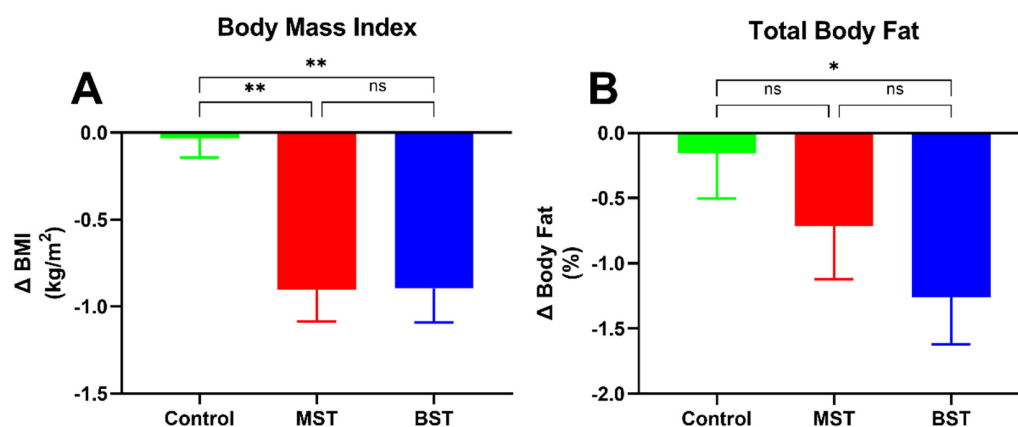 Body Mass Index
A
**
**
ns
0.0
-0.5
-1.0
-1.5
Δ BMI
(kg/m²)
Control
MST
BST
Total Body Fat
B
*
ns
ns
0.0
-0.5
-1.0
-1.5
-2.0
Δ Body Fat
(%)
Control
MST
BST